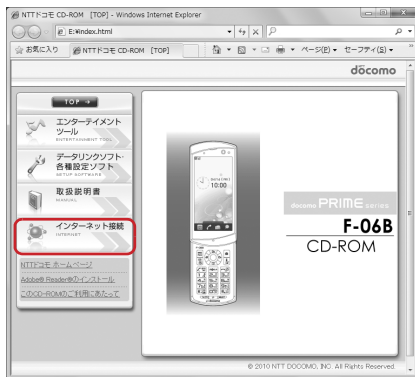 NTTドコモ CD-ROM [TOP] - Windows Internet Explorer
E:¥index.html
お気に入り
NTTドコモ CD-ROM [TOP]
ページ(P)
セーフティ(S)
döcomo
TOP
エンターテイメント
ツール
ENTERTAINMENT TOOL
データリンクソフト・
各種設定ソフト
SETUP SOFTWARE
取扱説明書
MANUAL
インターネット接続
INTERNET
NTTドコモ ホームページ
Adobe® Reader®のインストール
このCD-ROMのご利用にあたって
10:00
docomo PRIME series
F-06B
CD-ROM
© 2010 NTT DOCOMO, INC. All Rights Reserved.